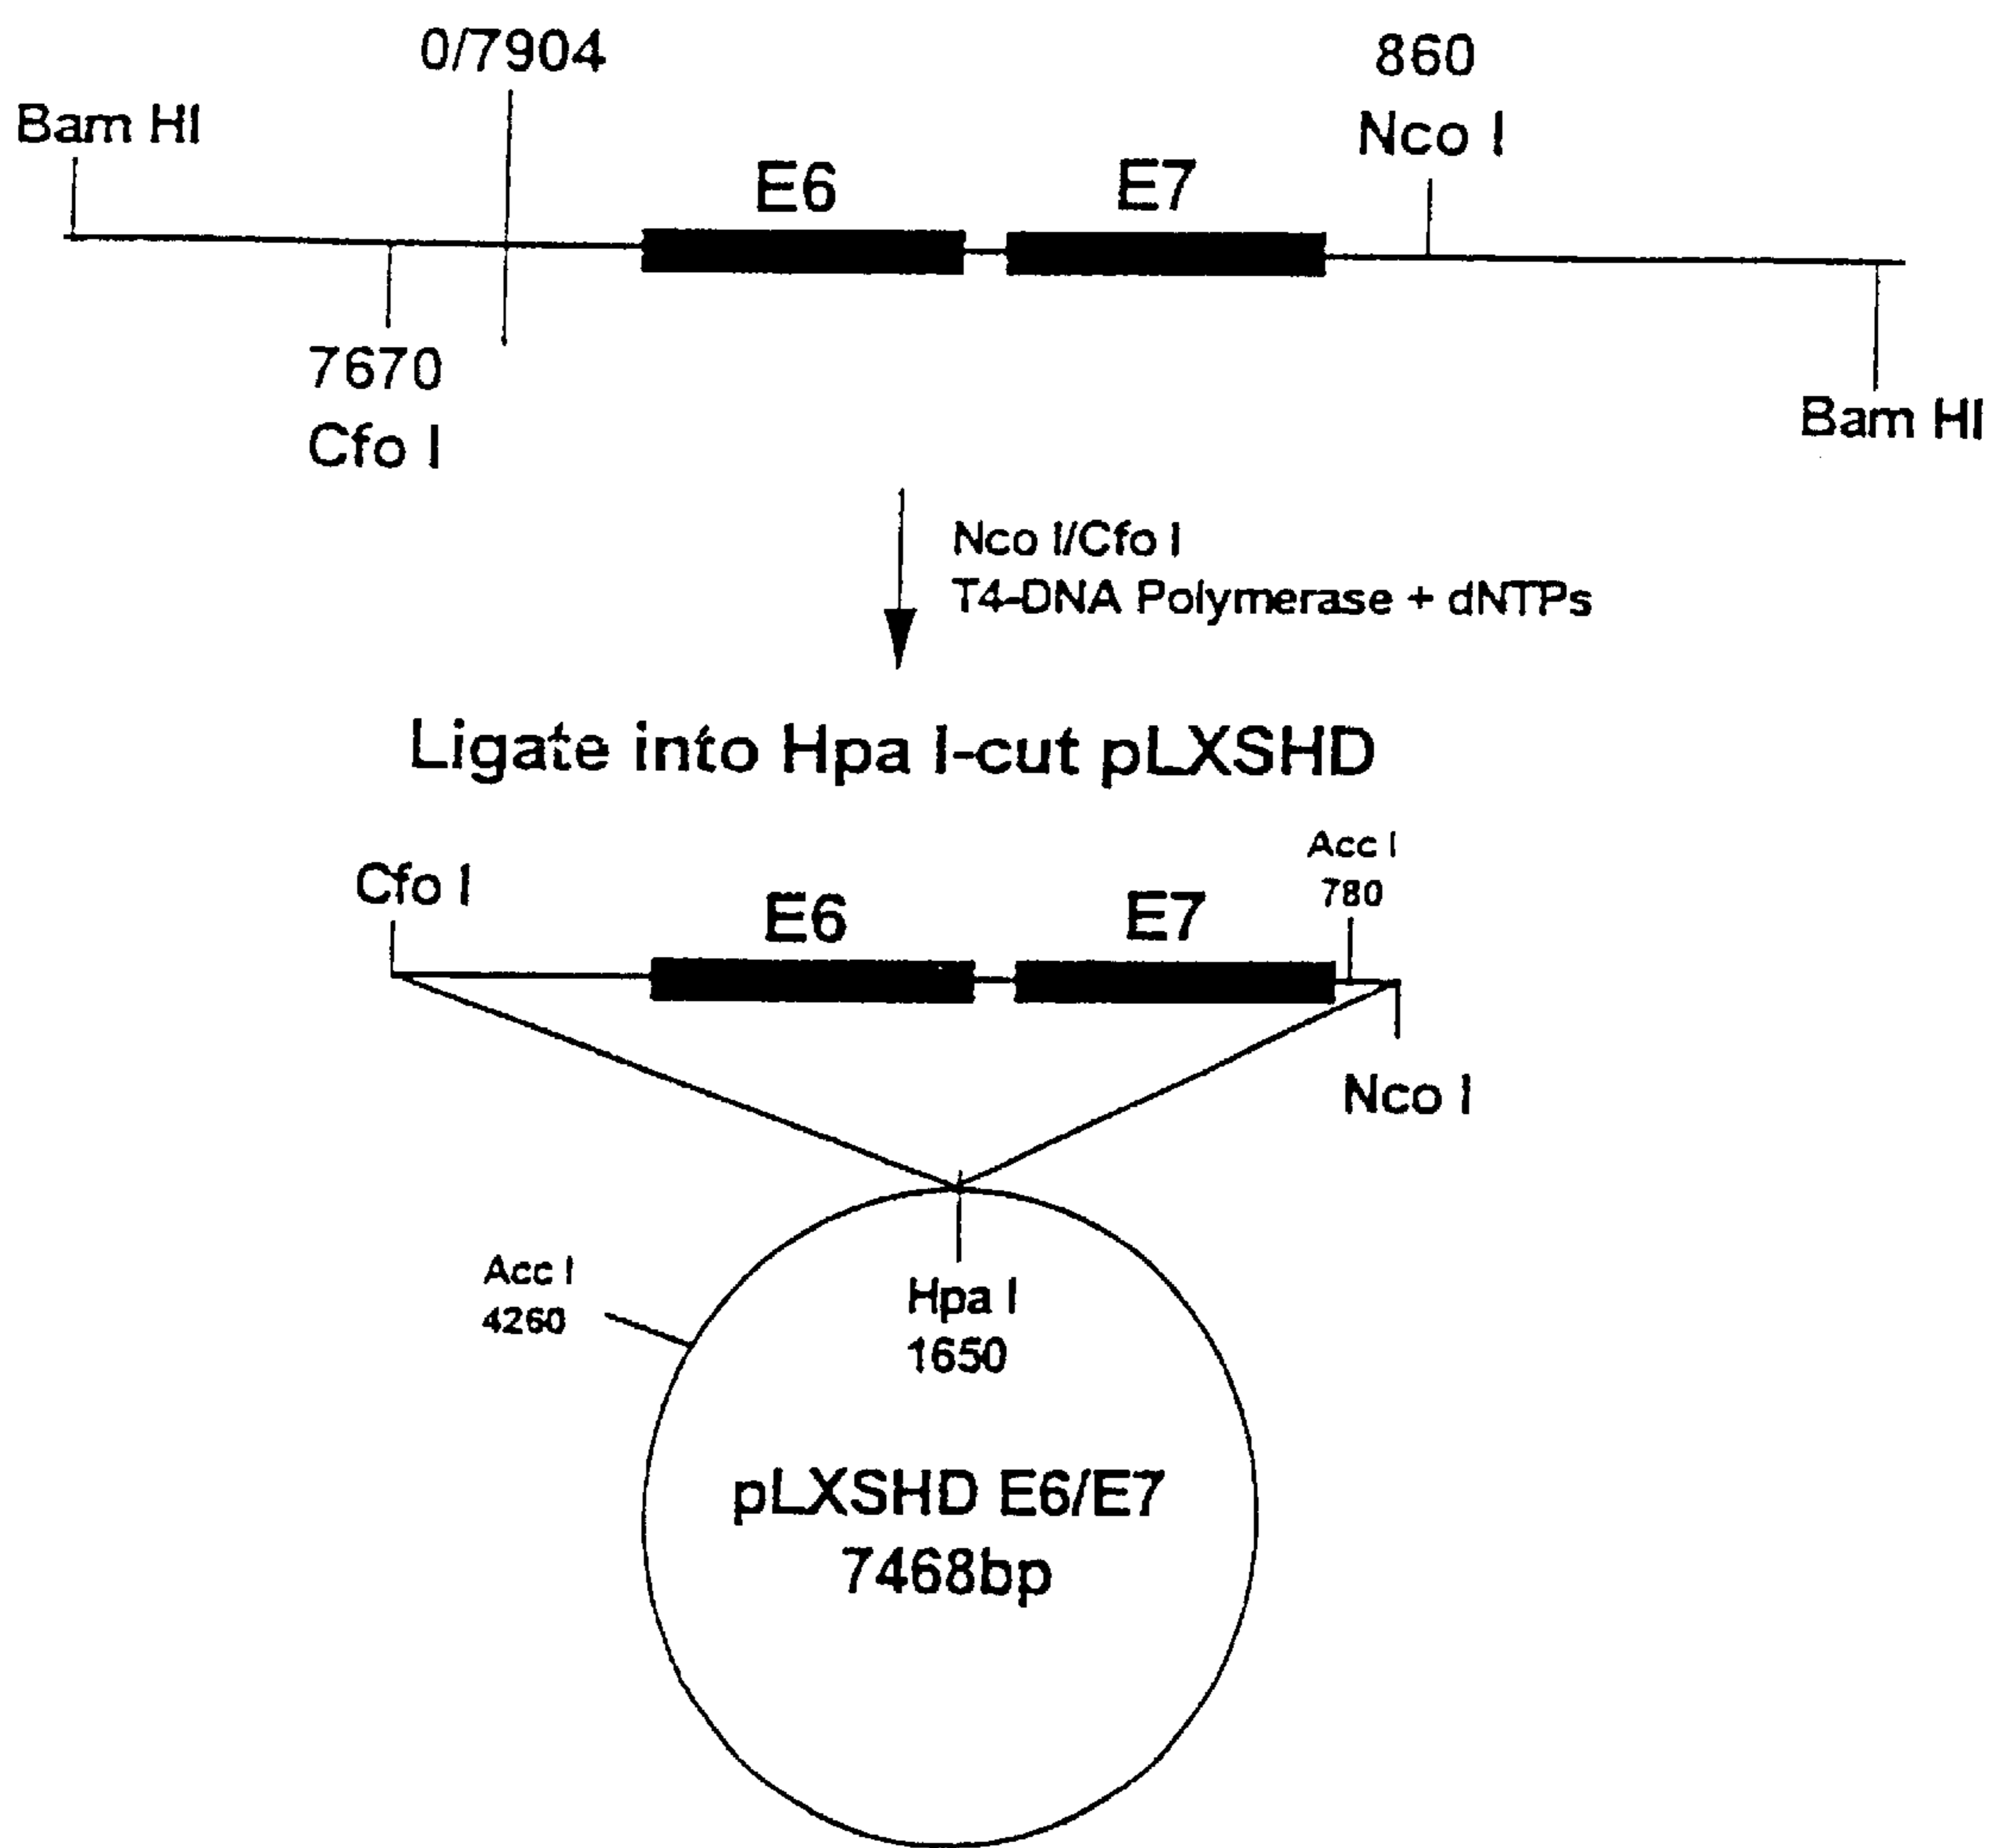 0/7904
860
Bam HI
Nco I
E6
E7
7670
Cfo I
Bam HI
Nco I/Cfo I
T4-DNA Polymerase + dNTPs
Ligate into Hpa I-cut pLXSHD
Acc I
780
Cfo I
E6
E7
Nco I
Acc I
4260
Hpa I
1650
pLXSHD E6/E7
7468bp